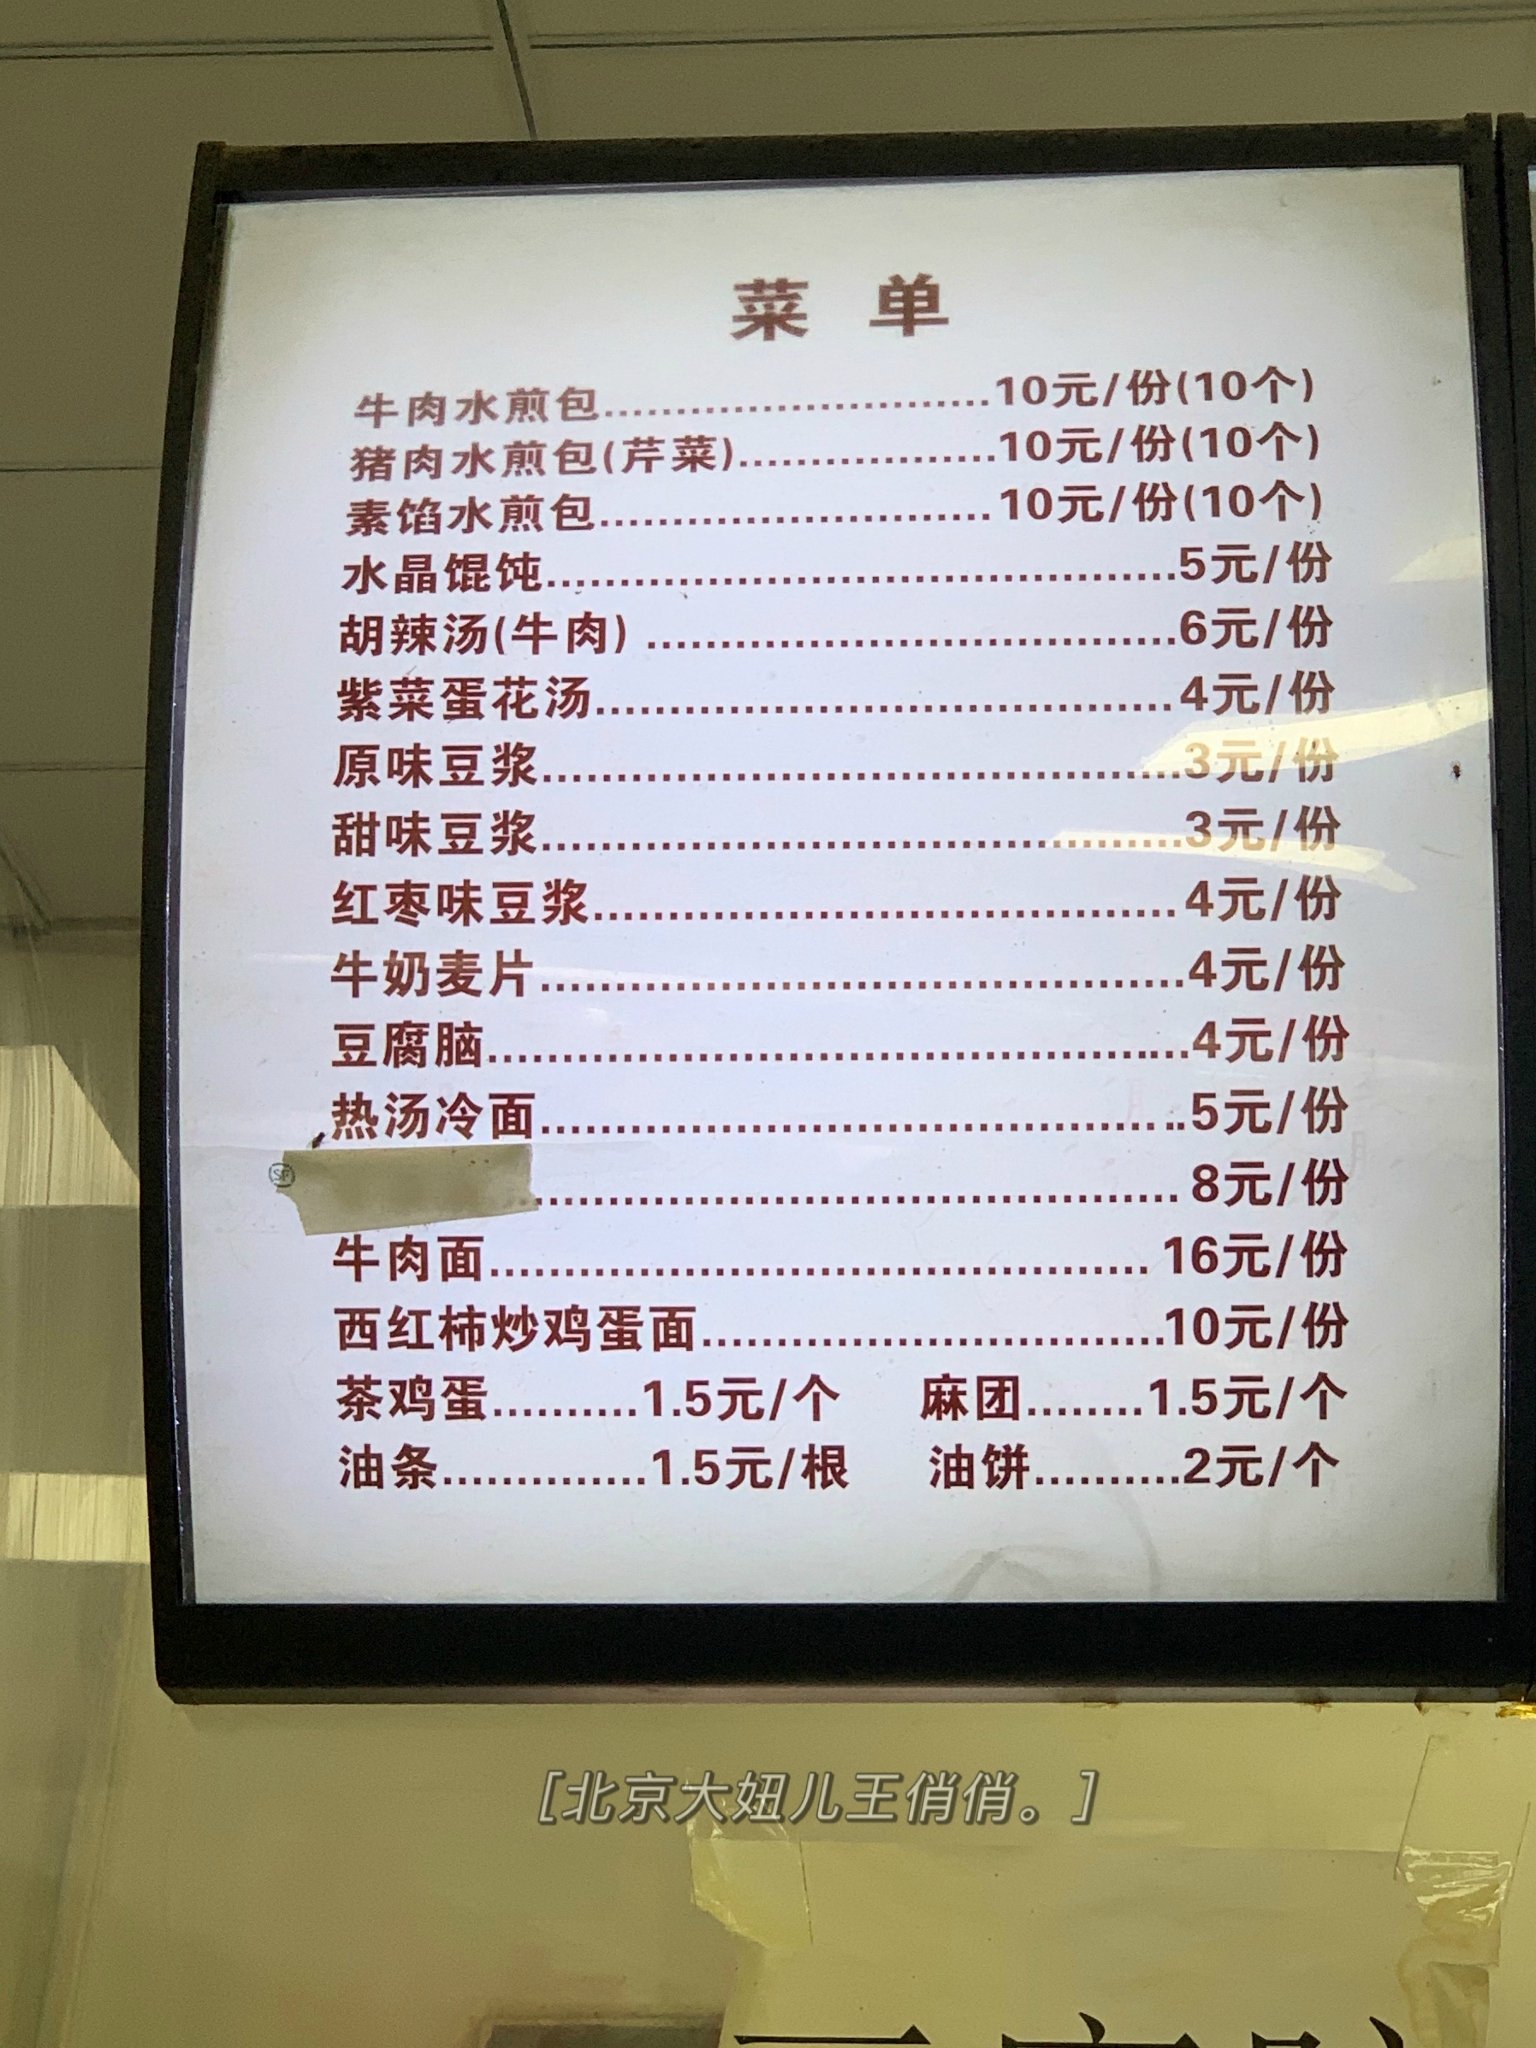 菜单
牛肉水煎包..............................10元/份(10个)
猪肉水煎包(芹菜)....................10元/份(10个)
素馅水煎包..............................10元/份(10个)
水晶馄饨..................................................5元/份
胡辣汤(牛肉) ..........................................6元/份
紫菜蛋花汤..............................................4元/份
原味豆浆..................................................3元/份
甜味豆浆..................................................3元/份
红枣味豆浆..............................................4元/份
牛奶麦片..................................................4元/份
豆腐脑......................................................4元/份
热汤冷面..................................................5元/份
SF
..................................................8元/份
牛肉面....................................................16元/份
西红柿炒鸡蛋面....................................10元/份
茶鸡蛋..........1.5元/个 麻团........1.5元/个
油条..............1.5元/根 油饼..........2元/个
[北京大妞儿王俏俏。]